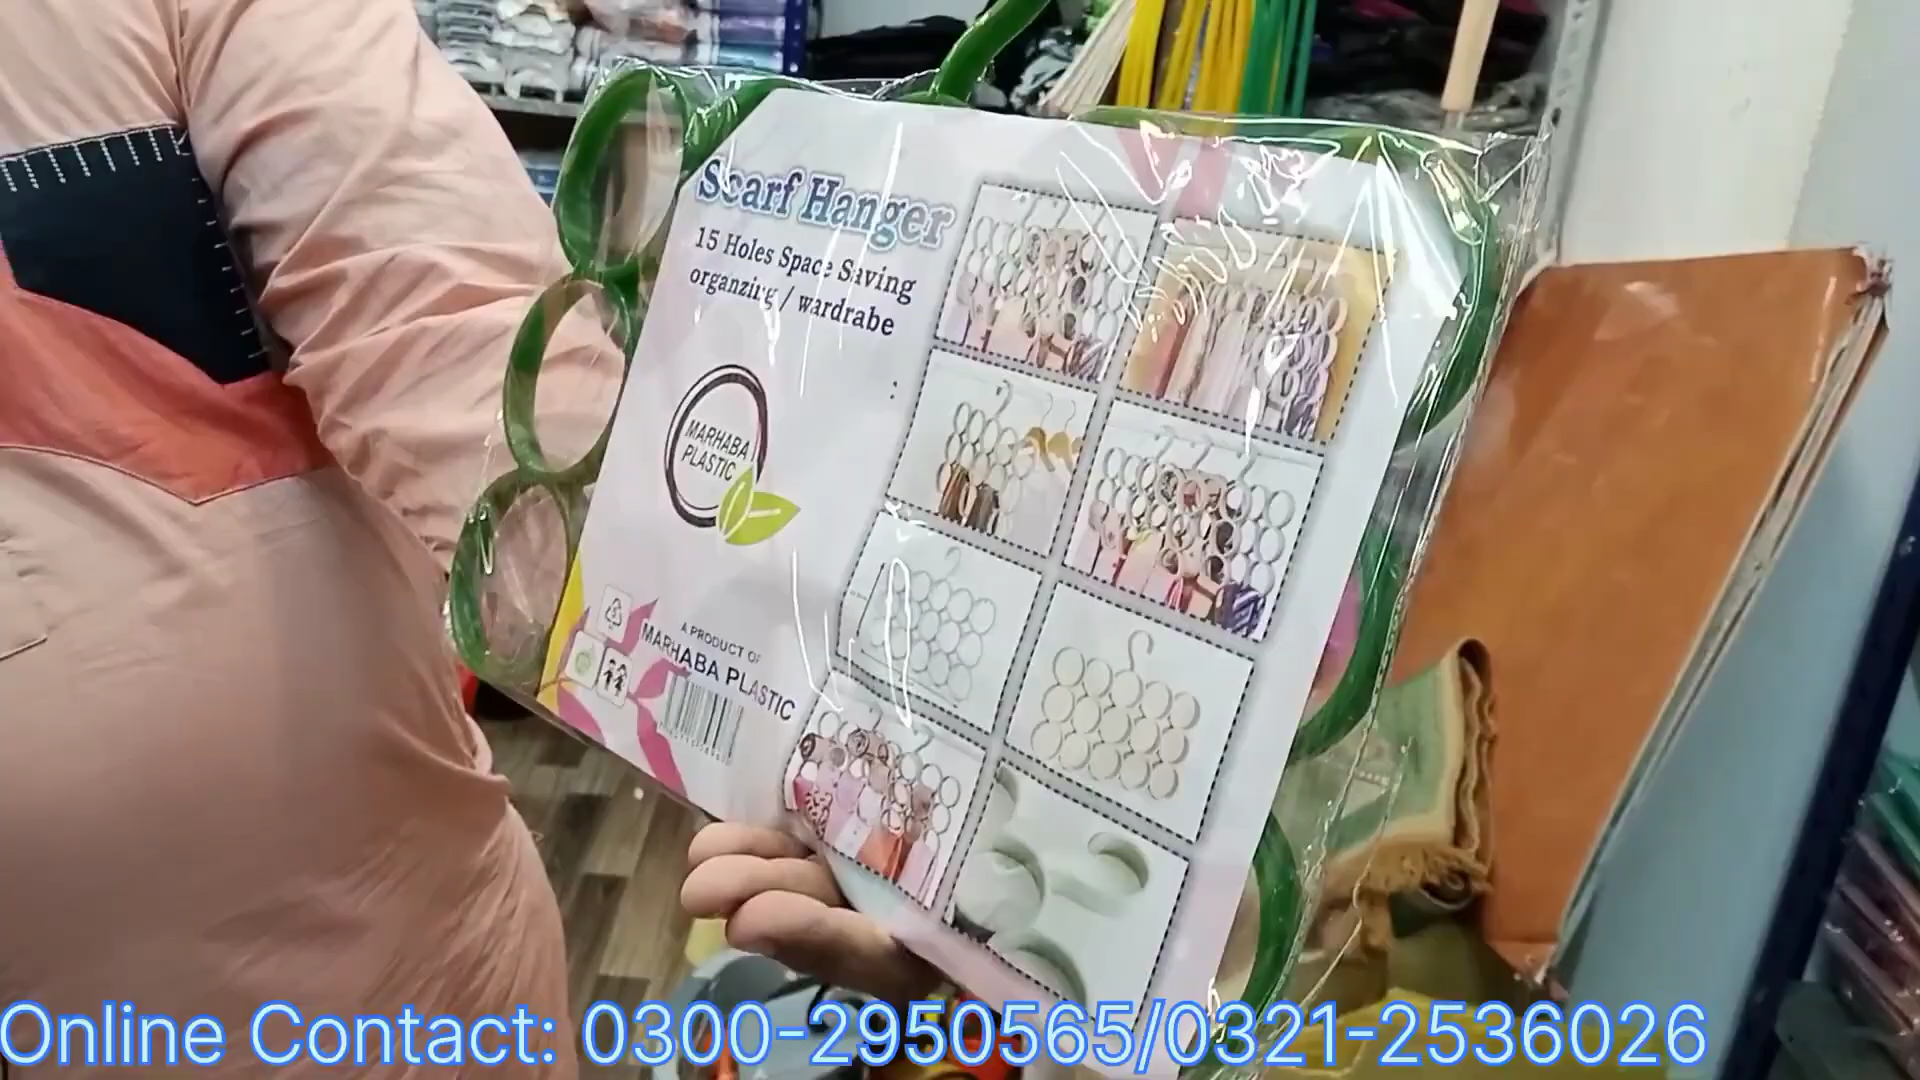 Scarf Hanger
15 Holes Space Saving
organzing / wardrabe
MARHABA
PLASTIC
A PRODUCT OF
MARHABA PLASTIC
Online Contact: 0300-2950565/0321-2536026